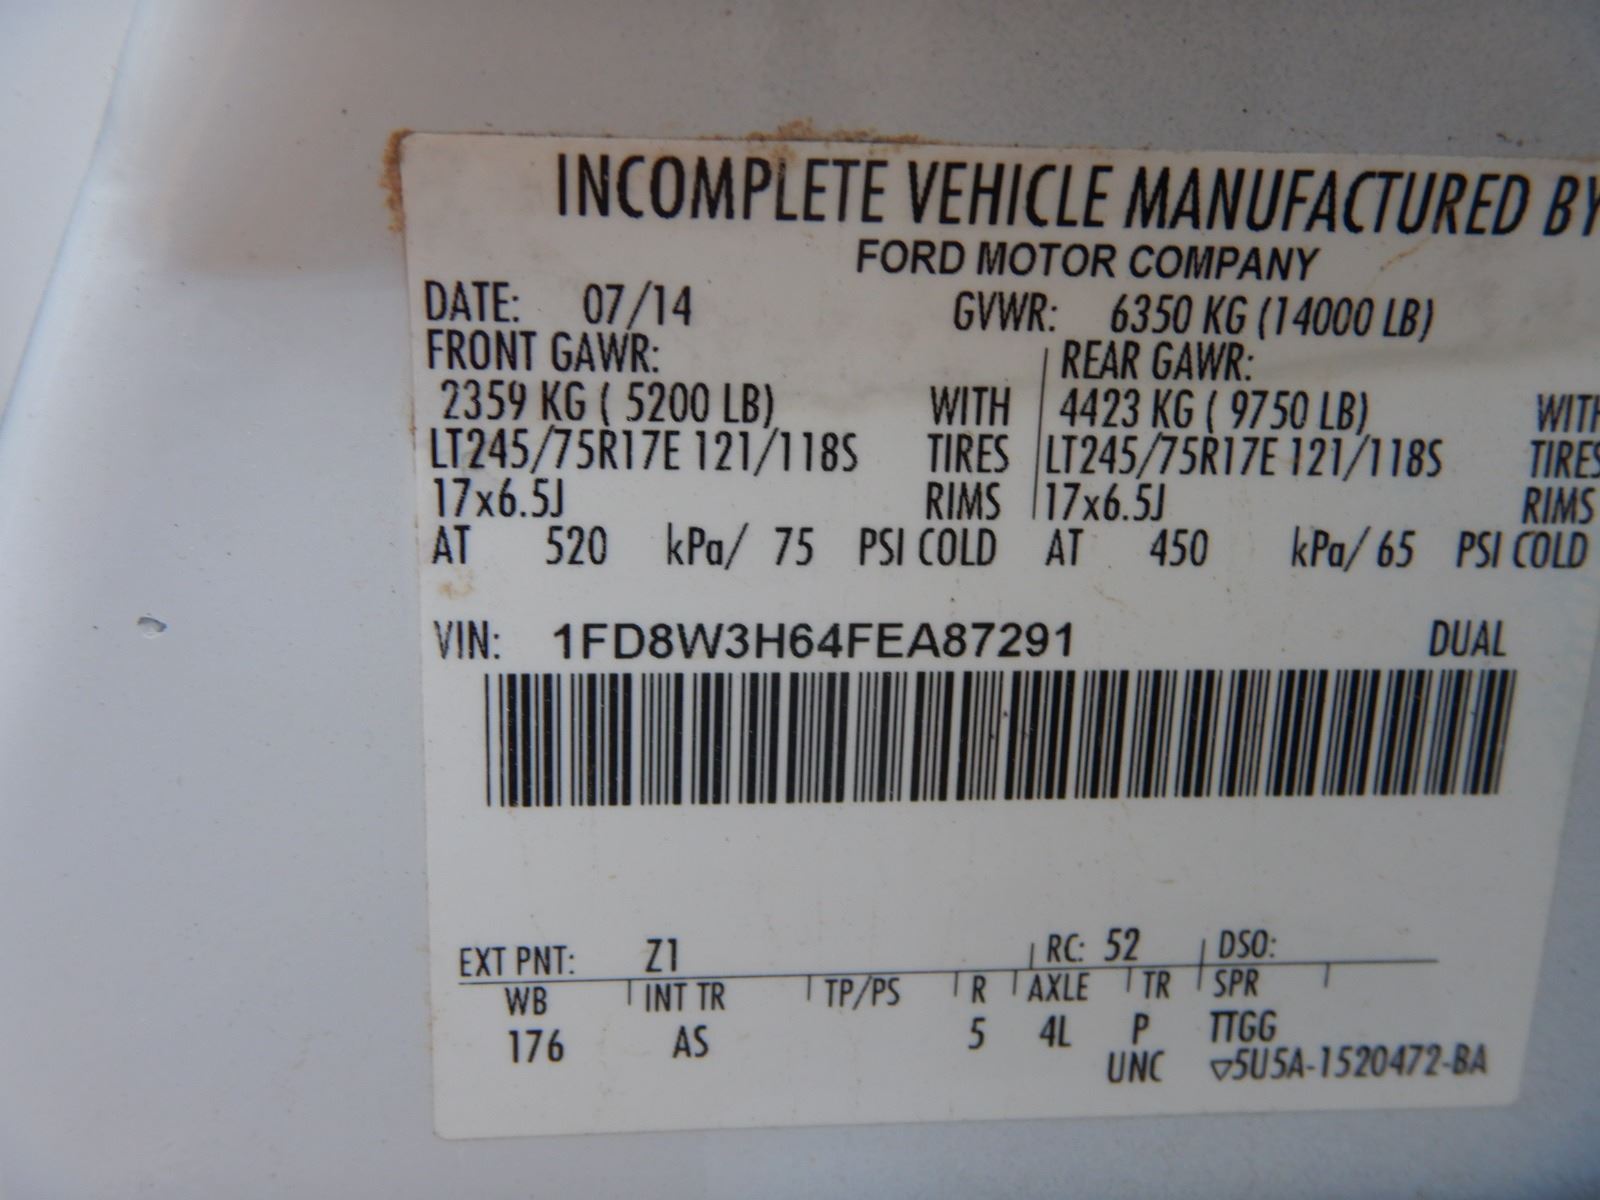 INCOMPLETE VEHICLE MANUFACTURED BY
FORD MOTOR COMPANY
DATE: 07/14 GVWR: 6350 KG (14000 LB)
FRONT GAWR: REAR GAWR:
2359 KG ( 5200 LB) WITH 4423 KG ( 9750 LB) WITH
LT245/75R17E 121/118S TIRES LT245/75R17E 121/118S TIRES
17x6.5J RIMS 17x6.5J RIMS
AT 520 kPa/ 75 PSI COLD AT 450 kPa/ 65 PSI COLD
VIN: 1FD8W3H64FEA87291 DUAL
EXT PNT: Z1 RC: 52 DSO:
WB INT TR TP/PS R AXLE TR SPR
176 AS 5 4L P TTGG
UNC ▽5U5A-1520472-BA